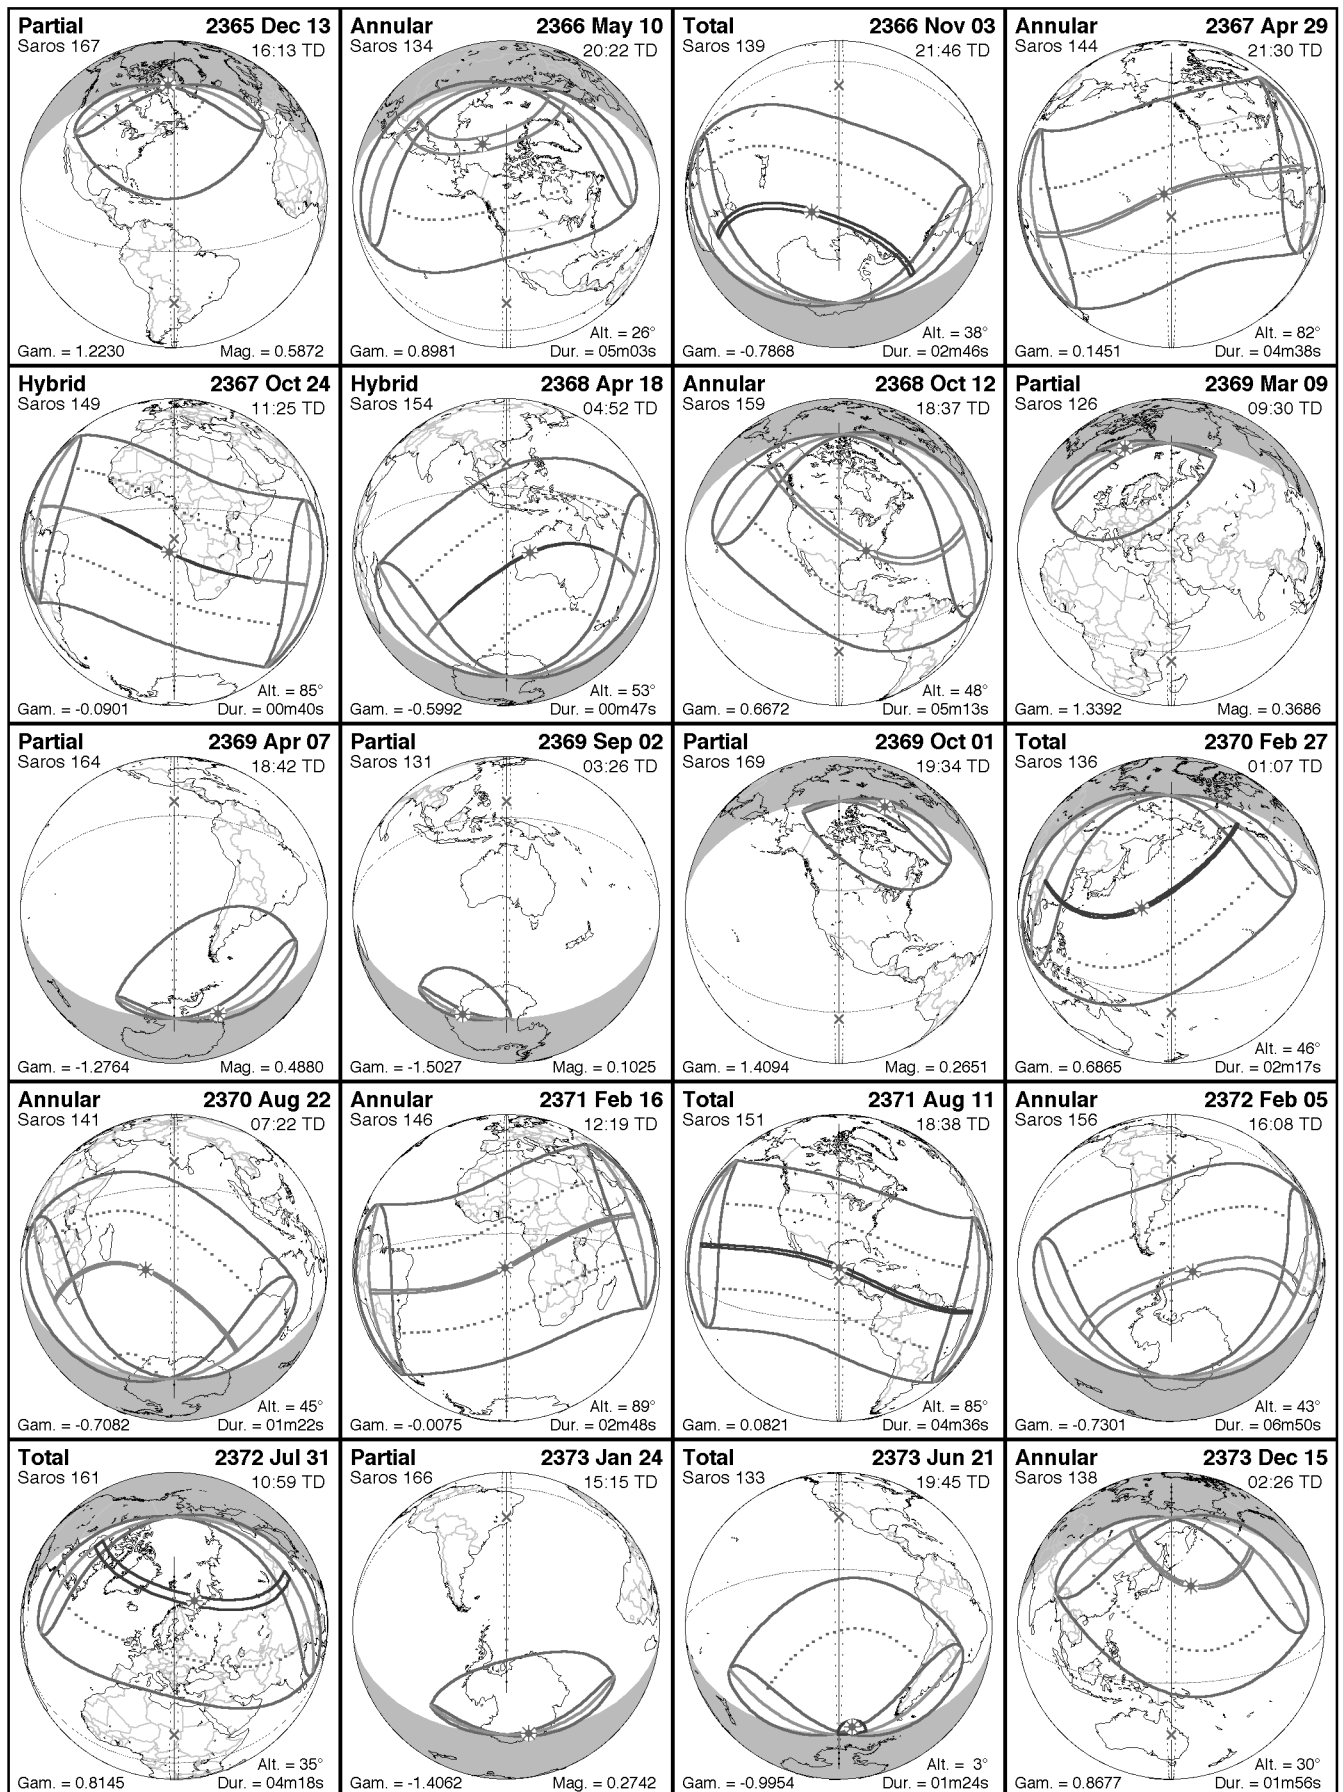 Partial 2365 Dec 13
Saros 167 16:13 TD
Gam. = 1.2230 Mag. = 0.5872
Annular 2366 May 10
Saros 134 20:22 TD
Alt. = 26°
Gam. = 0.8981 Dur. = 05m03s
Total 2366 Nov 03
Saros 139 21:46 TD
Alt. = 38°
Gam. = -0.7868 Dur. = 02m46s
Annular 2367 Apr 29
Saros 144 21:30 TD
Alt. = 82°
Gam. = 0.1451 Dur. = 04m38s
Hybrid 2367 Oct 24
Saros 149 11:25 TD
Alt. = 85°
Gam. = -0.0901 Dur. = 00m40s
Hybrid 2368 Apr 18
Saros 154 04:52 TD
Alt. = 53°
Gam. = -0.5992 Dur. = 00m47s
Annular 2368 Oct 12
Saros 159 18:37 TD
Alt. = 48°
Gam. = 0.6672 Dur. = 05m13s
Partial 2369 Mar 09
Saros 126 09:30 TD
Gam. = 1.3392 Mag. = 0.3686
Partial 2369 Apr 07
Saros 164 18:42 TD
Gam. = -1.2764 Mag. = 0.4880
Partial 2369 Sep 02
Saros 131 03:26 TD
Gam. = -1.5027 Mag. = 0.1025
Partial 2369 Oct 01
Saros 169 19:34 TD
Gam. = 1.4094 Mag. = 0.2651
Total 2370 Feb 27
Saros 136 01:07 TD
Alt. = 46°
Gam. = 0.6865 Dur. = 02m17s
Annular 2370 Aug 22
Saros 141 07:22 TD
Alt. = 45°
Gam. = -0.7082 Dur. = 01m22s
Annular 2371 Feb 16
Saros 146 12:19 TD
Alt. = 89°
Gam. = -0.0075 Dur. = 02m48s
Total 2371 Aug 11
Saros 151 18:38 TD
Alt. = 85°
Gam. = 0.0821 Dur. = 04m36s
Annular 2372 Feb 05
Saros 156 16:08 TD
Alt. = 43°
Gam. = -0.7301 Dur. = 06m50s
Total 2372 Jul 31
Saros 161 10:59 TD
Alt. = 35°
Gam. = 0.8145 Dur. = 04m18s
Partial 2373 Jan 24
Saros 166 15:15 TD
Gam. = -1.4062 Mag. = 0.2742
Total 2373 Jun 21
Saros 133 19:45 TD
Alt. = 3°
Gam. = -0.9954 Dur. = 01m24s
Annular 2373 Dec 15
Saros 138 02:26 TD
Alt. = 30°
Gam. = 0.8677 Dur. = 01m56s